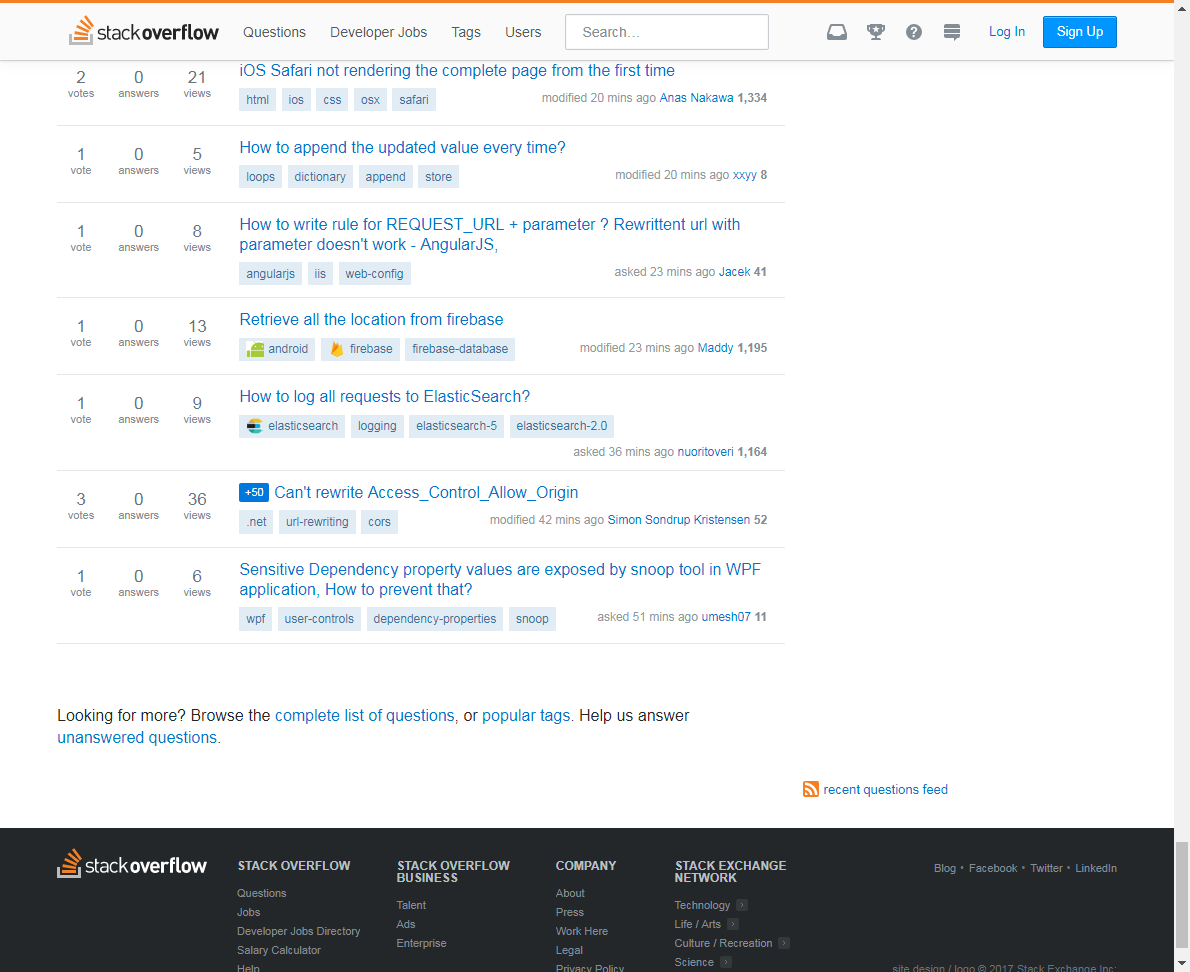 stack overflow Questions Developer Jobs Tags Users Search... Log In Sign Up
2 votes 0 answers 21 views
iOS Safari not rendering the complete page from the first time
html ios css osx safari
modified 20 mins ago Anas Nakawa 1,334
1 vote 0 answers 5 views
How to append the updated value every time?
loops dictionary append store
modified 20 mins ago xxyy 8
1 vote 0 answers 8 views
How to write rule for REQUEST_URL + parameter ? Rewrittent url with
parameter doesn't work - AngularJS,
angularjs iis web-config
asked 23 mins ago Jacek 41
1 vote 0 answers 13 views
Retrieve all the location from firebase
android firebase firebase-database
modified 23 mins ago Maddy 1,195
1 vote 0 answers 9 views
How to log all requests to ElasticSearch?
elasticsearch logging elasticsearch-5 elasticsearch-2.0
asked 36 mins ago nuoritoveri 1,164
3 votes 0 answers 36 views
+50 Can't rewrite Access_Control_Allow_Origin
.net url-rewriting cors
modified 42 mins ago Simon Sondrup Kristensen 52
1 vote 0 answers 6 views
Sensitive Dependency property values are exposed by snoop tool in WPF
application, How to prevent that?
wpf user-controls dependency-properties snoop
asked 51 mins ago umesh07 11
Looking for more? Browse the complete list of questions, or popular tags. Help us answer
unanswered questions.
recent questions feed
stack overflow
STACK OVERFLOW
Questions
Jobs
Developer Jobs Directory
Salary Calculator
Help
STACK OVERFLOW
BUSINESS
Talent
Ads
Enterprise
COMPANY
About
Press
Work Here
Legal
Privacy Policy
STACK EXCHANGE
NETWORK
Technology
Life / Arts
Culture / Recreation
Science
Blog • Facebook • Twitter • LinkedIn
site design / logo © 2017 Stack Exchange Inc;